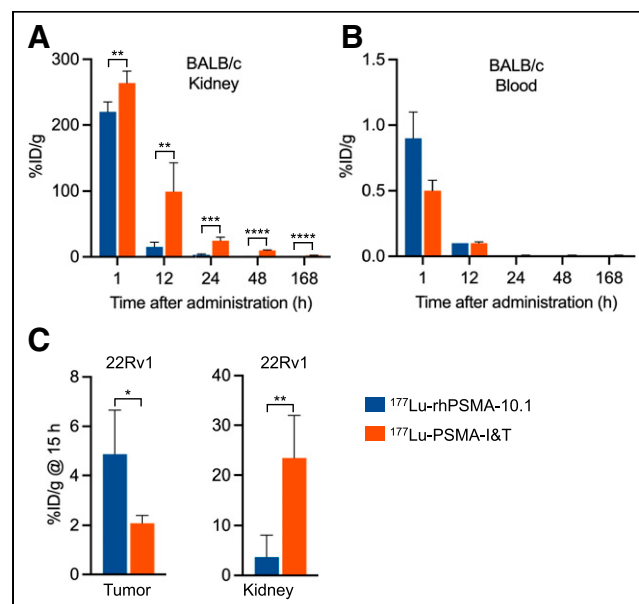 A
BALB/c
Kidney
%ID/g
300
200
100
0
**
**
***
****
****
1 12 24 48 168
Time after administration (h)
B
BALB/c
Blood
%ID/g
1.5
1.0
0.5
0.0
1 12 24 48 168
Time after administration (h)
C
22Rv1
%ID/g @ 15 h
8
6
4
2
0
*
Tumor
22Rv1
60
40
20
10
0
**
Kidney
¹⁷⁷Lu-rhPSMA-10.1
¹⁷⁷Lu-PSMA-I&T